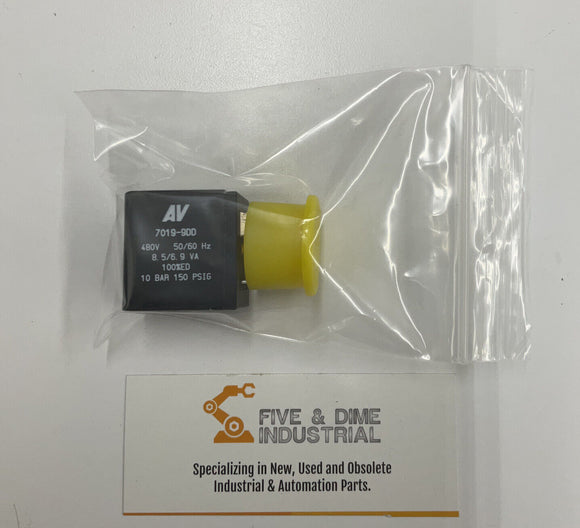 AV
7019-9DD
480V 50/60 Hz
8.5/6.9 VA
100%ED
10 BAR 150 PSIG
FIVE & DIME
INDUSTRIAL
Specializing in New, Used and Obsolete
Industrial & Automation Parts.